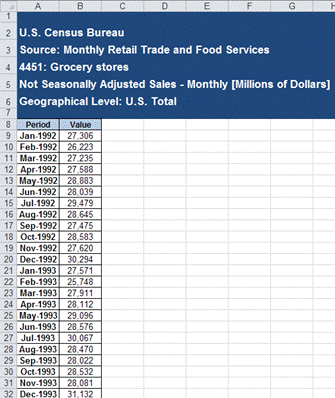 A B C D E F G H
1
2 U.S. Census Bureau
3 Source: Monthly Retail Trade and Food Services
4 4451: Grocery stores
5 Not Seasonally Adjusted Sales - Monthly [Millions of Dollars]
6 Geographical Level: U.S. Total
7
8 Period Value
9 Jan-1992 27,306
10 Feb-1992 26,223
11 Mar-1992 27,235
12 Apr-1992 27,588
13 May-1992 28,883
14 Jun-1992 28,039
15 Jul-1992 29,479
16 Aug-1992 28,645
17 Sep-1992 27,475
18 Oct-1992 28,583
19 Nov-1992 27,620
20 Dec-1992 30,294
21 Jan-1993 27,571
22 Feb-1993 25,748
23 Mar-1993 27,911
24 Apr-1993 28,112
25 May-1993 29,096
26 Jun-1993 28,576
27 Jul-1993 30,067
28 Aug-1993 28,470
29 Sep-1993 28,022
30 Oct-1993 28,532
31 Nov-1993 28,081
32 Dec-1993 31,132